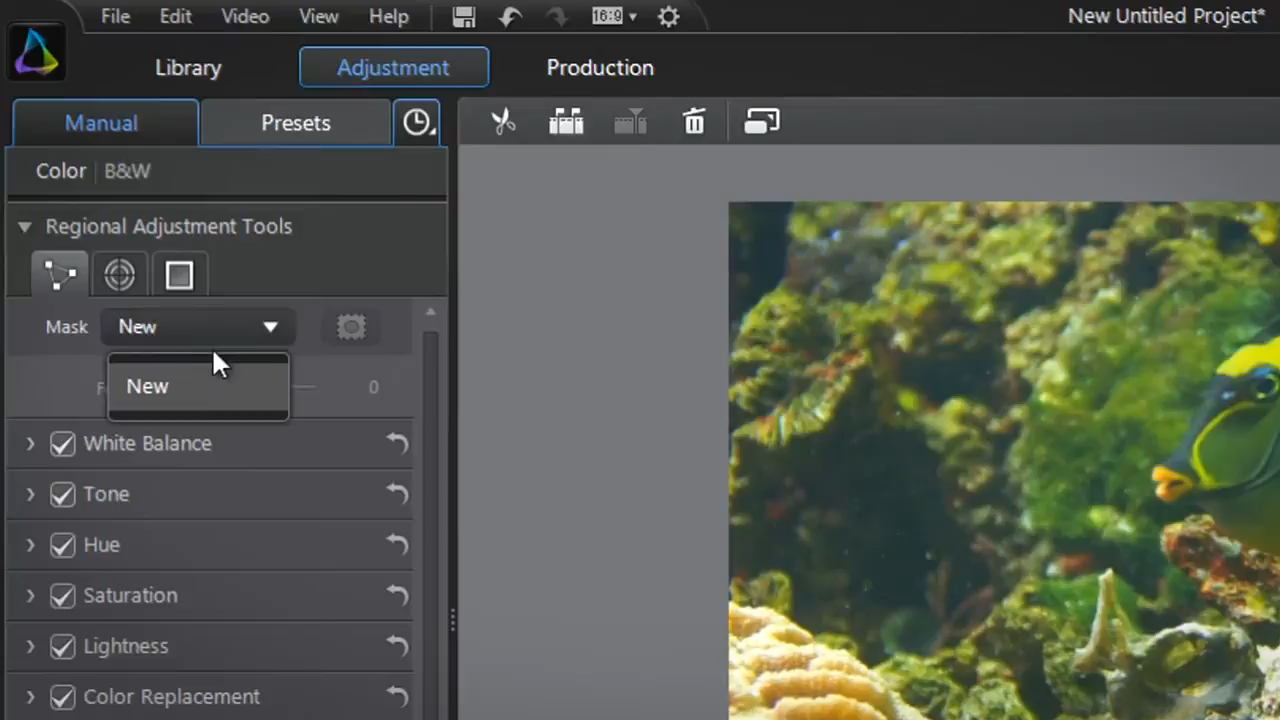 File Edit Video View Help 16:9 New Untitled Project*
Library Adjustment Production
Manual Presets
Color | B&W
Regional Adjustment Tools
Mask New
New 0
White Balance
Tone
Hue
Saturation
Lightness
Color Replacement